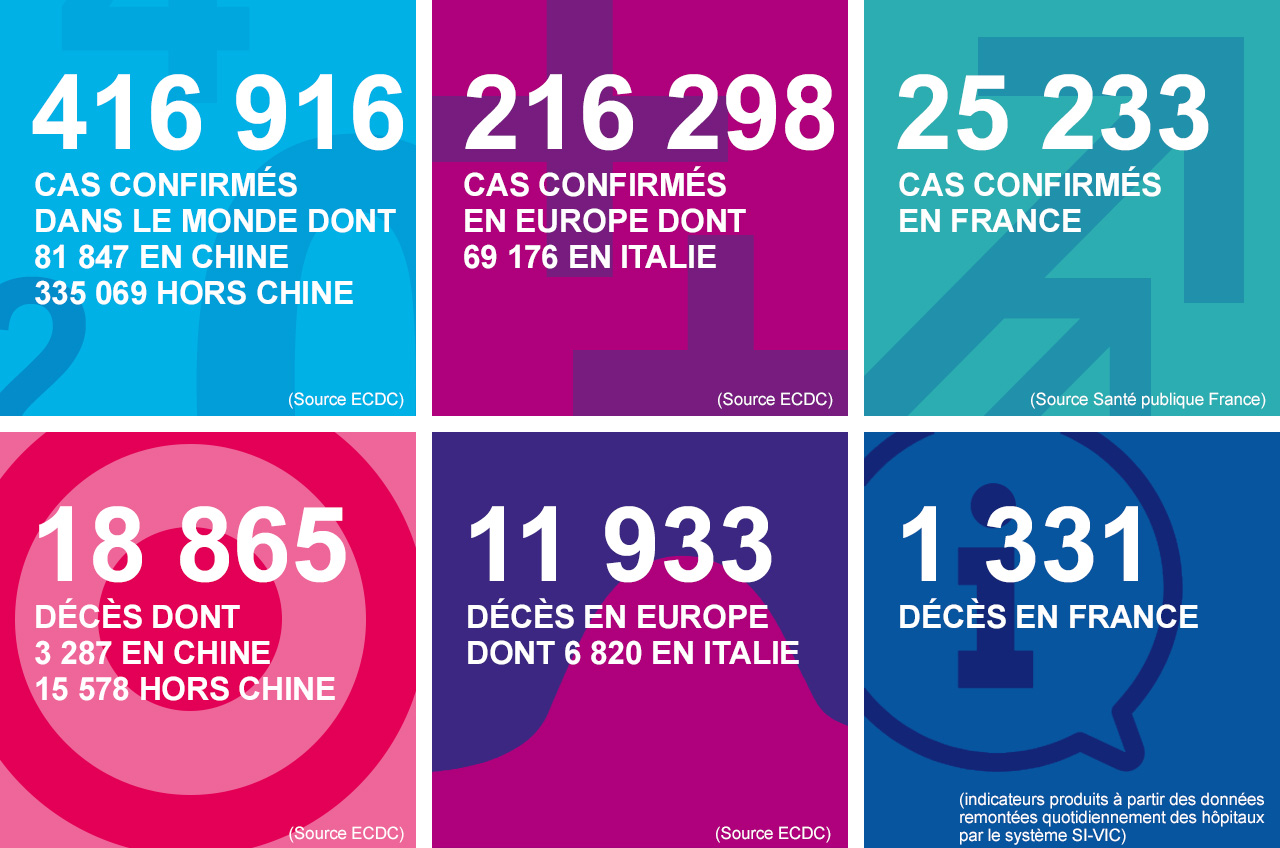 416 916
CAS CONFIRMÉS
DANS LE MONDE DONT
81 847 EN CHINE
335 069 HORS CHINE
(Source ECDC)
216 298
CAS CONFIRMÉS
EN EUROPE DONT
69 176 EN ITALIE
(Source ECDC)
25 233
CAS CONFIRMÉS
EN FRANCE
(Source Santé publique France)
18 865
DÉCÈS DONT
3 287 EN CHINE
15 578 HORS CHINE
(Source ECDC)
11 933
DÉCÈS EN EUROPE
DONT 6 820 EN ITALIE
(Source ECDC)
1 331
DÉCÈS EN FRANCE
(indicateurs produits à partir des données
remontées quotidiennement des hôpitaux
par le système SI-VIC)